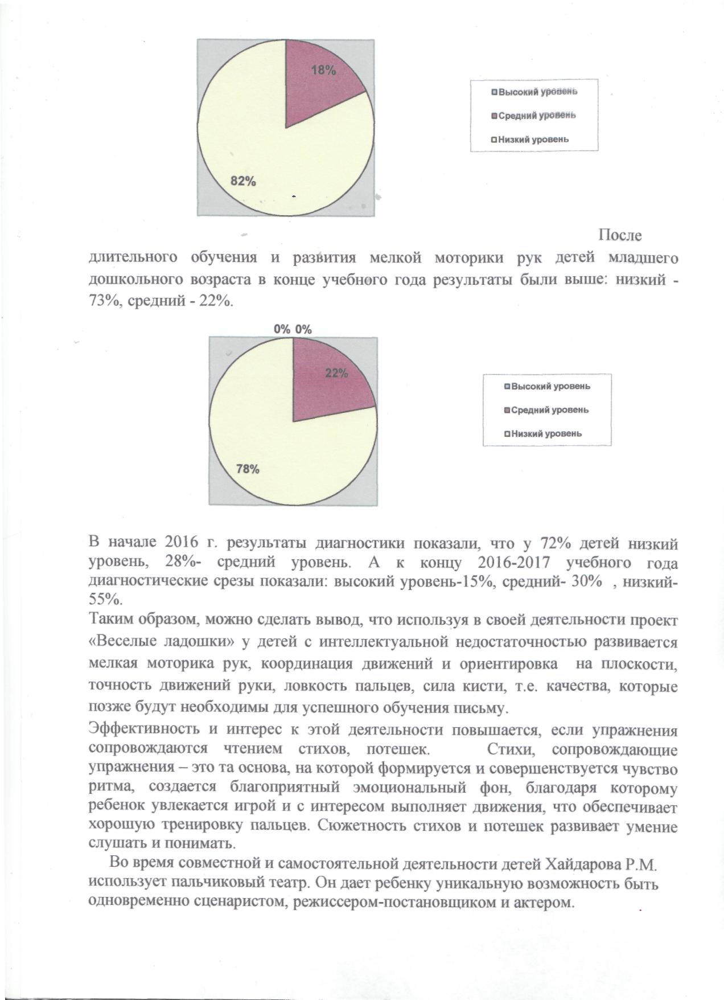 18%
82%
Высокий уровень
Средний уровень
Низкий уровень
После
длительного обучения и развития мелкой моторики рук детей младшего
дошкольного возраста в конце учебного года результаты были выше: низкий -
73%, средний - 22%.
0% 0%
22%
78%
Высокий уровень
Средний уровень
Низкий уровень
В начале 2016 г. результаты диагностики показали, что у 72% детей низкий
уровень, 28%- средний уровень. А к концу 2016-2017 учебного года
диагностические срезы показали: высокий уровень-15%, средний- 30% , низкий-
55%.
Таким образом, можно сделать вывод, что используя в своей деятельности проект
«Веселые ладошки» у детей с интеллектуальной недостаточностью развивается
мелкая моторика рук, координация движений и ориентировка на плоскости,
точность движений руки, ловкость пальцев, сила кисти, т.е. качества, которые
позже будут необходимы для успешного обучения письму.
Эффективность и интерес к этой деятельности повышается, если упражнения
сопровождаются чтением стихов, потешек. Стихи, сопровождающие
упражнения – это та основа, на которой формируется и совершенствуется чувство
ритма, создается благоприятный эмоциональный фон, благодаря которому
ребенок увлекается игрой и с интересом выполняет движения, что обеспечивает
хорошую тренировку пальцев. Сюжетность стихов и потешек развивает умение
слушать и понимать.
Во время совместной и самостоятельной деятельности детей Хайдарова Р.М.
использует пальчиковый театр. Он дает ребенку уникальную возможность быть
одновременно сценаристом, режиссером-постановщиком и актером.